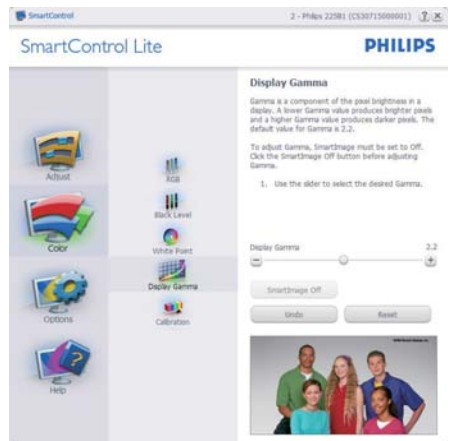 SmartControl
2 - Philips 225B1 (CS30715000001)
SmartControl Lite
PHILIPS
Adjust
Color
Options
Help
RGB
Black Level
White Point
Display Gamma
Calibration
Display Gamma
Gamma is a component of the pixel brightness in a
display. A lower Gamma value produces brighter pixels
and a higher Gamma value produces darker pixels. The
default value for Gamma is 2.2.
To adjust Gamma, SmartImage must be set to Off.
Click the SmartImage Off button before adjusting
Gamma.
1. Use the slider to select the desired Gamma.
Display Gamma
2.2
SmartImage Off
Undo
Reset